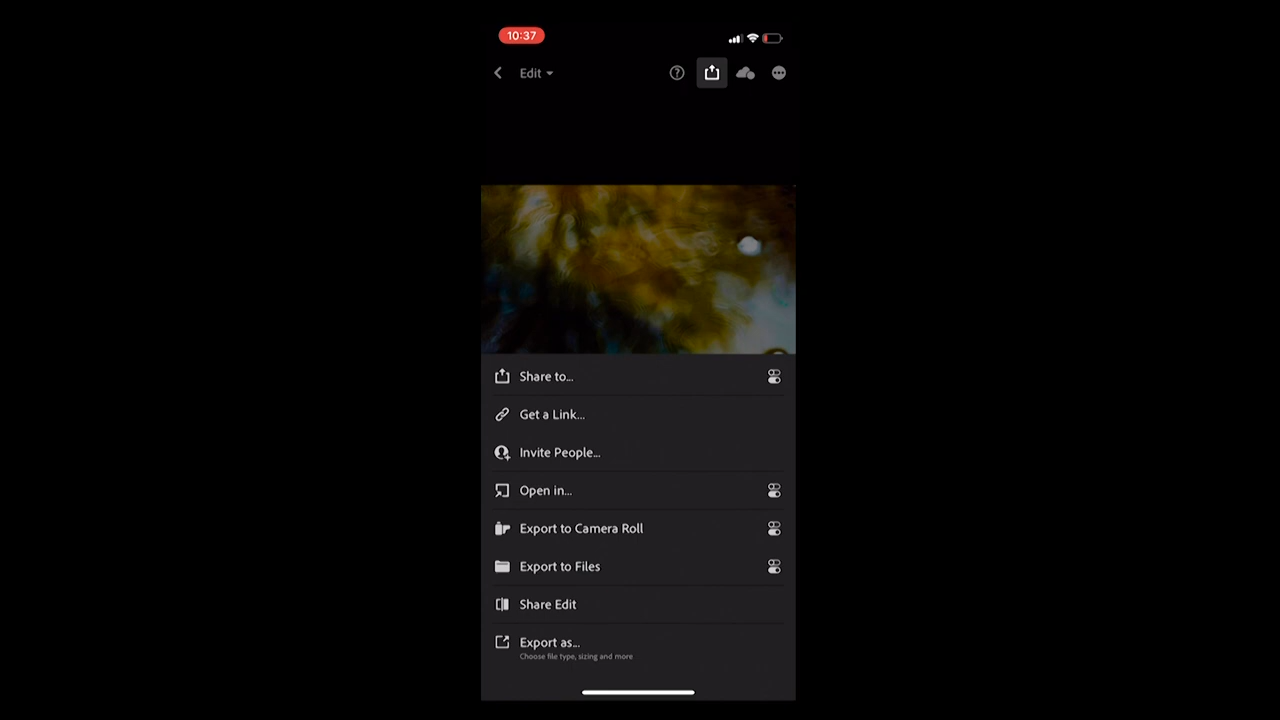 10:37
Edit
Share to...
Get a Link...
Invite People...
Open in...
Export to Camera Roll
Export to Files
Share Edit
Export as...
Choose file type, sizing and more